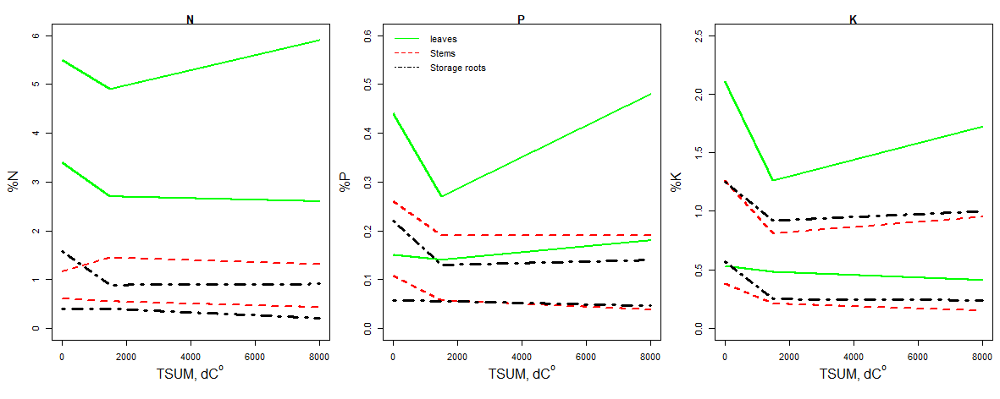 N
%N
6
5
4
3
2
1
0
0 2000 4000 6000 8000
TSUM, dC°
P
%P
0.6
0.5
0.4
0.3
0.2
0.1
0.0
leaves
Stems
Storage roots
0 2000 4000 6000 8000
TSUM, dC°
K
%K
2.5
2.0
1.5
1.0
0.5
0.0
0 2000 4000 6000 8000
TSUM, dC°